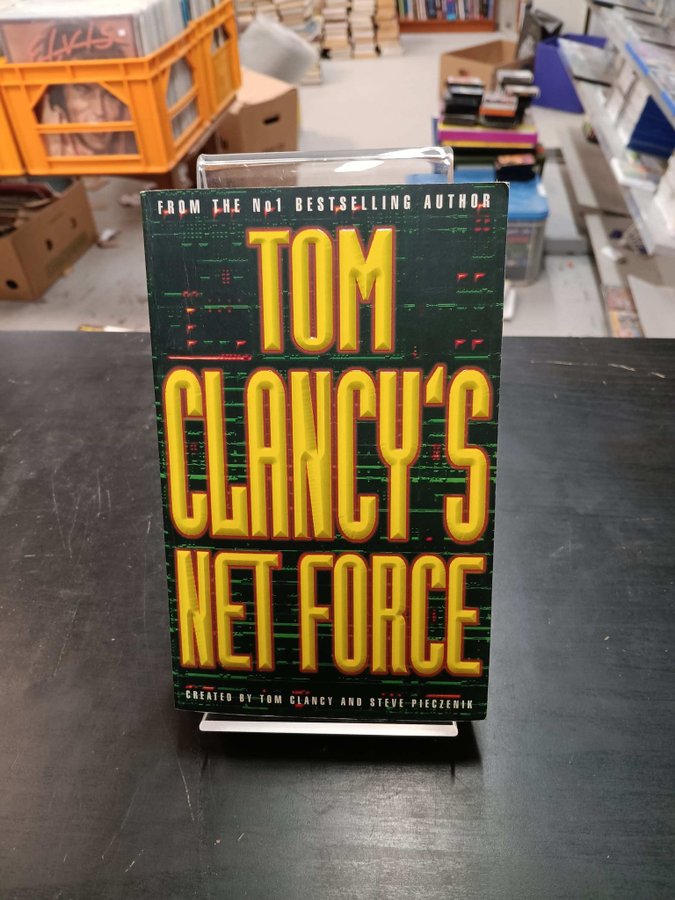 ELVIS
FROM THE No1 BESTSELLING AUTHOR
TOM
CLANCY'S
NET FORCE
CREATED BY TOM CLANCY AND STEVE PIECZENIK